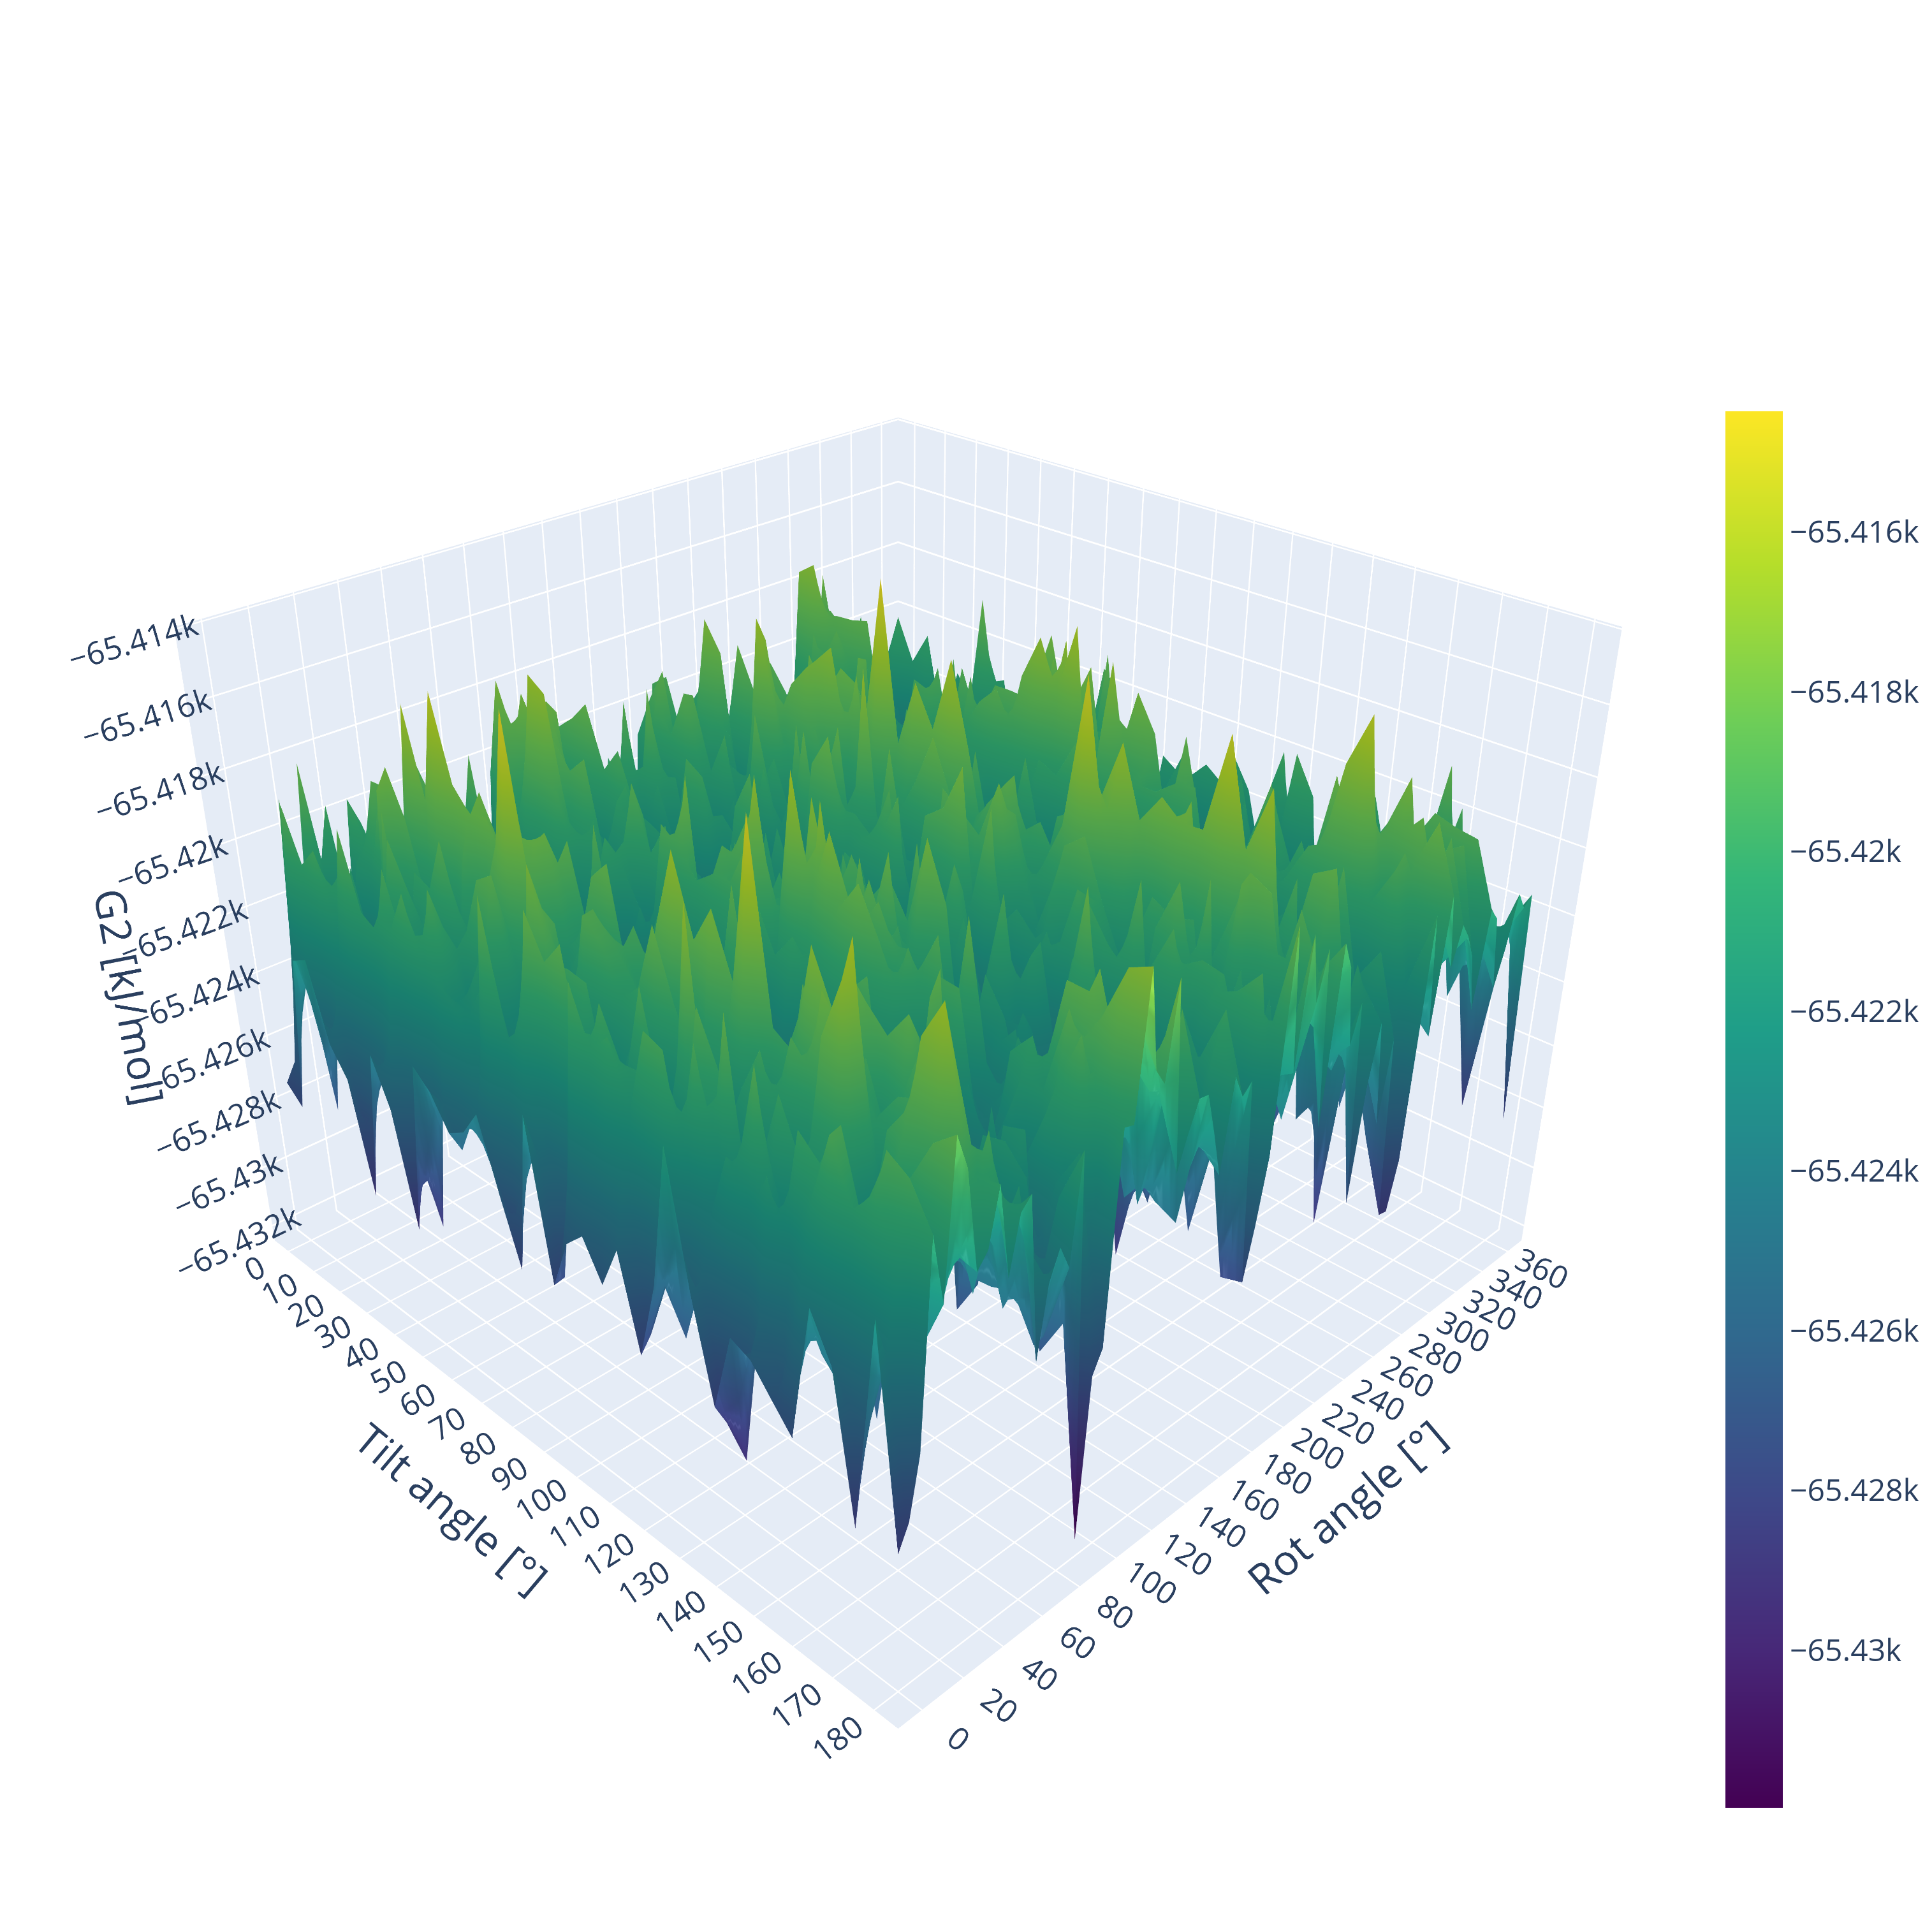 −65.414k
−65.416k
−65.418k
−65.42k
−65.422k
−65.424k
−65.426k
−65.428k
−65.43k
−65.432k
G2 [kJ/mol]
0
10
20
30
40
50
60
70
80
90
100
110
120
130
140
150
160
170
180
Tilt angle [°]
0
20
40
60
80
100
120
140
160
180
200
220
240
260
280
300
320
340
360
Rot angle [°]
−65.416k
−65.418k
−65.42k
−65.422k
−65.424k
−65.426k
−65.428k
−65.43k